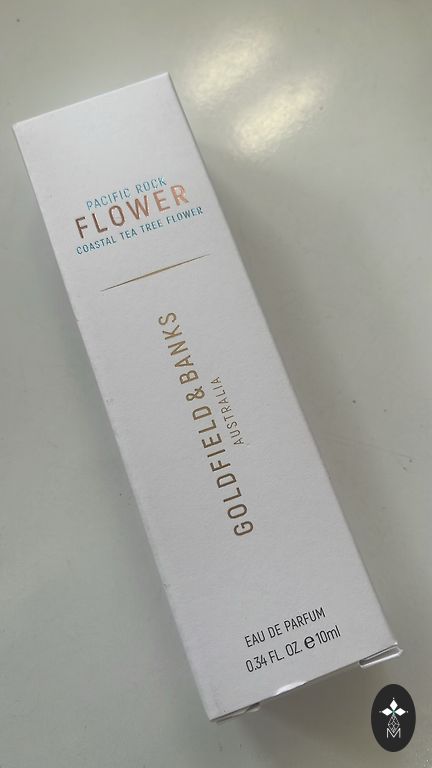 PACIFIC ROCK
FLOWER
COASTAL TEA TREE FLOWER
GOLDFIELD & BANKS
AUSTRALIA
EAU DE PARFUM
0.34 FL. OZ. ℮ 10ml
M